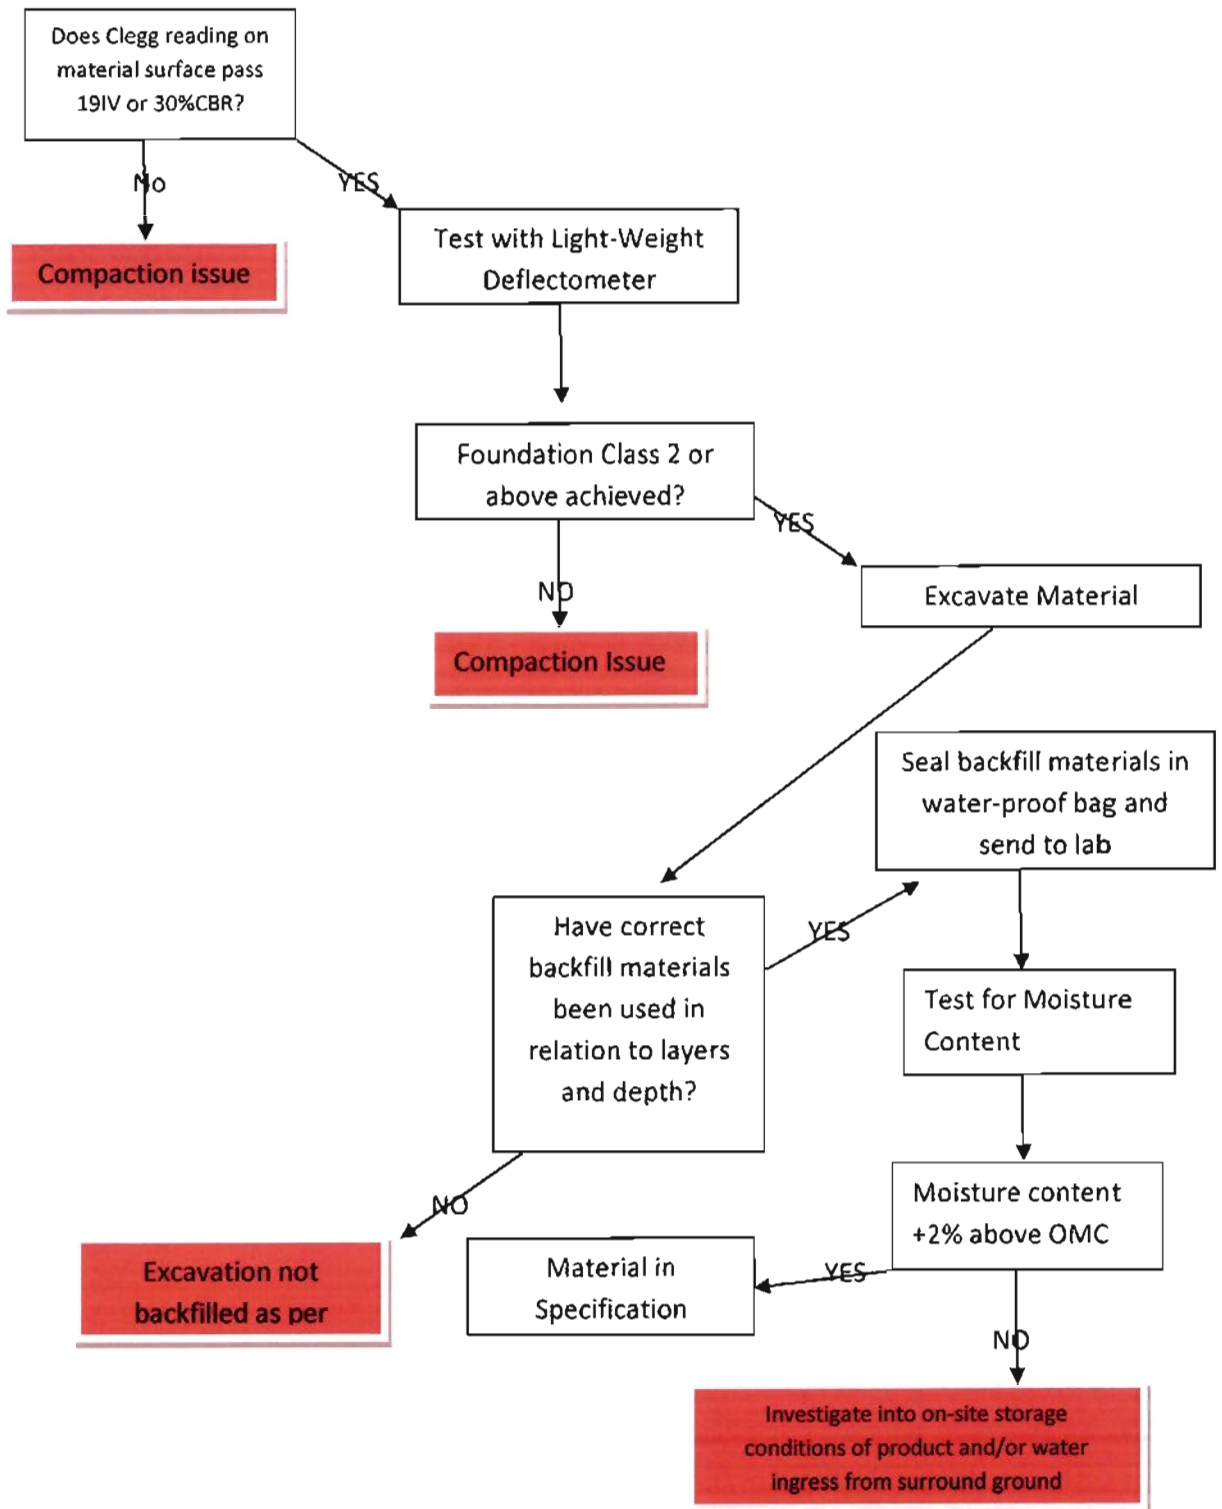 Does Clegg reading on
material surface pass
19IV or 30%CBR?
No
YES
Compaction issue
Test with Light-Weight
Deflectometer
Foundation Class 2 or
above achieved?
YES
NO
Excavate Material
Compaction Issue
Seal backfill materials in
water-proof bag and
send to lab
Have correct
backfill materials
been used in
relation to layers
and depth?
YES
Test for Moisture
Content
NO
Moisture content
+2% above OMC
Excavation not
backfilled as per
Material in
Specification
YES
NO
Investigate into on-site storage
conditions of product and/or water
ingress from surround ground